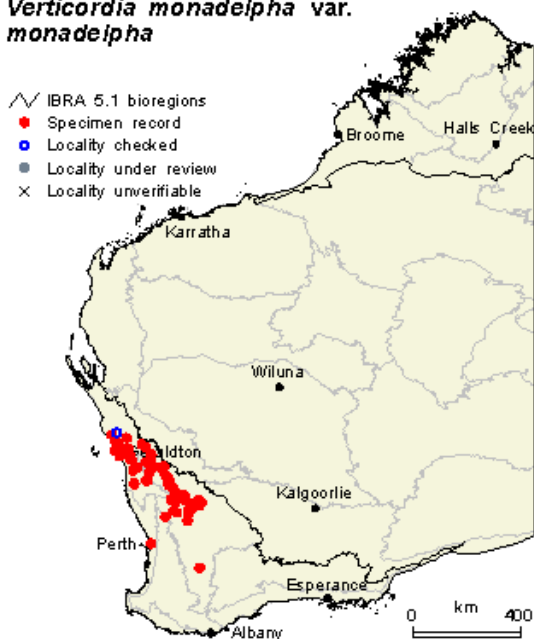 Verticordia monadelpha var.
monadelpha
IBRA 5.1 bioregions
Specimen record
Locality checked
Locality under review
Locality unverifiable
Broome
Halls Creek
Karratha
Wiluna
Geraldton
Kalgoorlie
Perth
Esperance
Albany
0 km 400